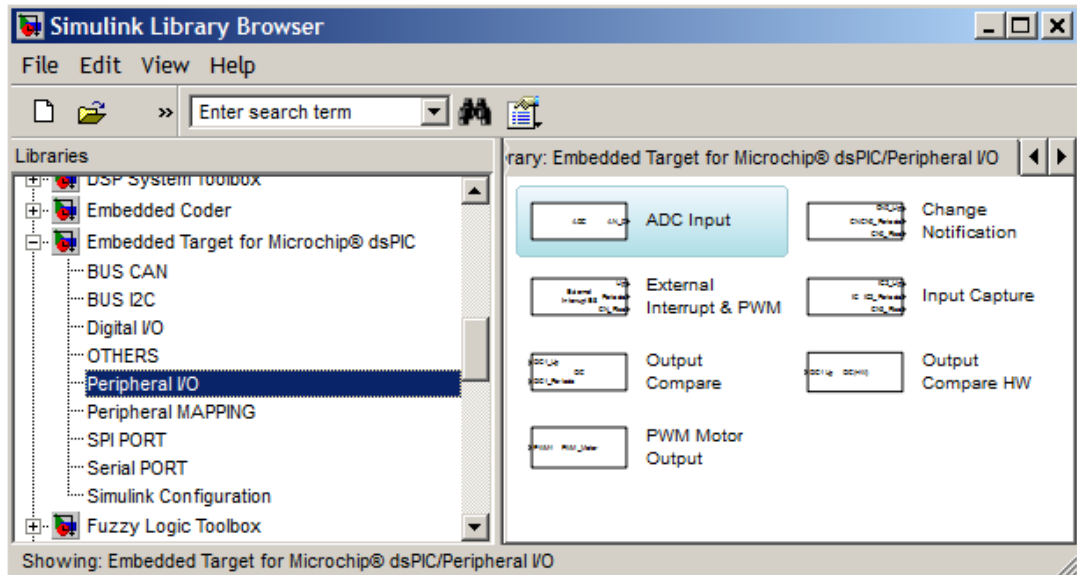 Simulink Library Browser
File Edit View Help
» Enter search term
Libraries
rary: Embedded Target for Microchip® dsPIC/Peripheral I/O
DSP System Toolbox
Embedded Coder
Embedded Target for Microchip® dsPIC
BUS CAN
BUS I2C
Digital I/O
OTHERS
Peripheral I/O
Peripheral MAPPING
SPI PORT
Serial PORT
Simulink Configuration
Fuzzy Logic Toolbox
ADC
ADC Input
Change
Notification
External
External
Interrupt & PWM
Input Capture
Output
Compare
Output
Compare HW
PWM Motor
Output
Showing: Embedded Target for Microchip® dsPIC/Peripheral I/O